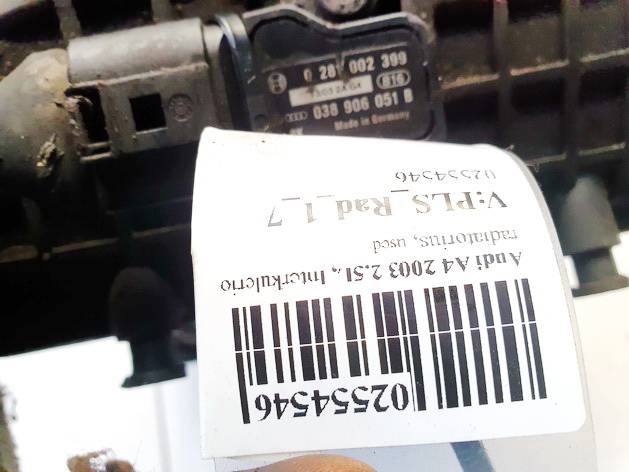 0 281 002 399
B16
038 906 051 B
Made in Germany
02554546
Audi A4 2003 2.5L, Interkulerio
radiatorius, used
V:PLS_Rad_1_7
02554546